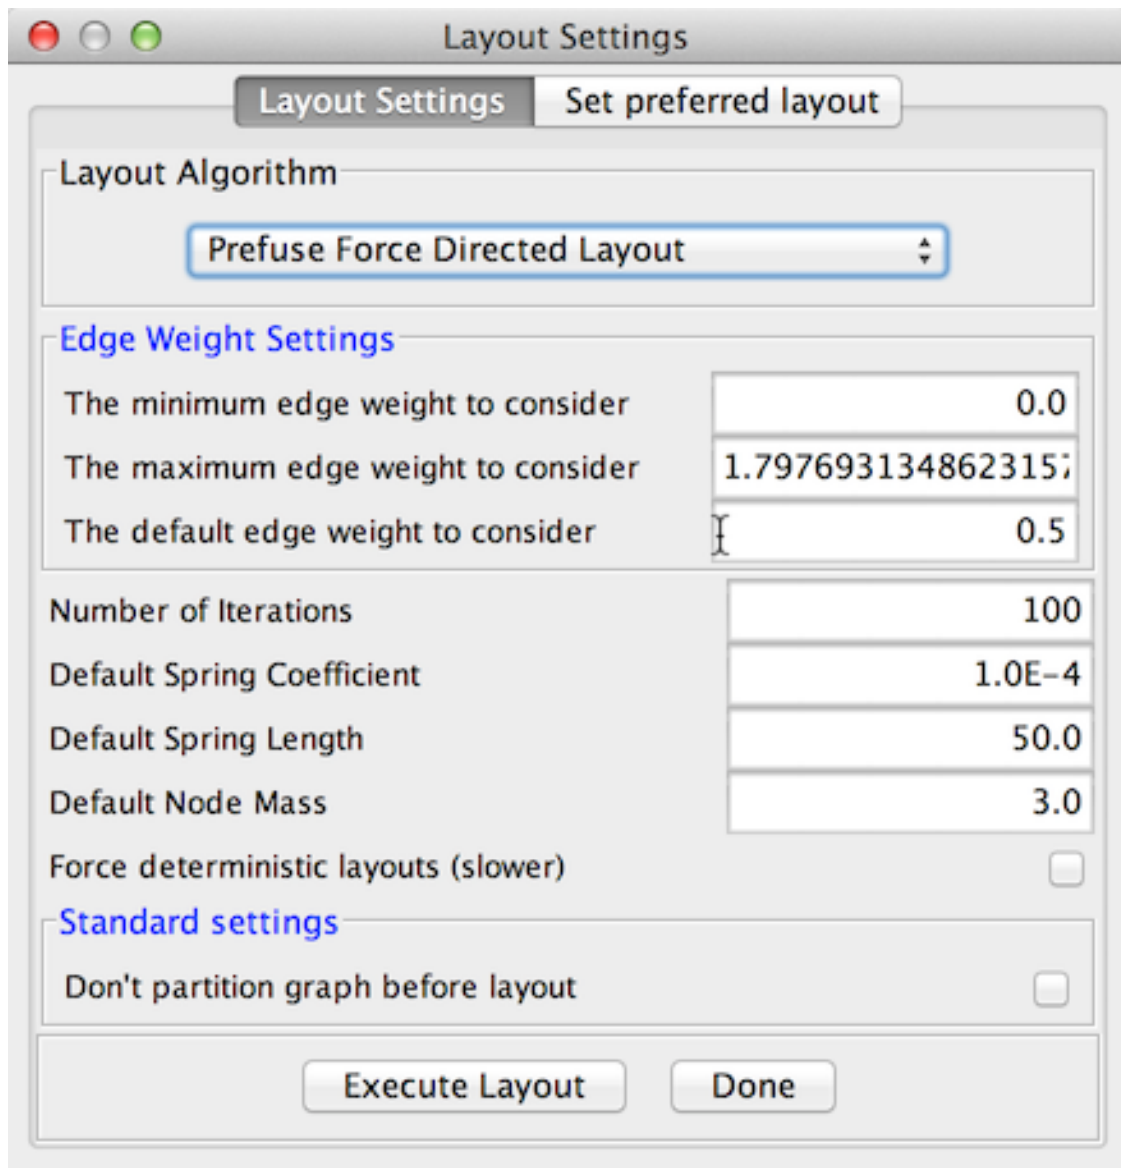 Layout Settings
Layout Settings Set preferred layout
Layout Algorithm
Prefuse Force Directed Layout
Edge Weight Settings
The minimum edge weight to consider 0.0
The maximum edge weight to consider 1.7976931348623157
The default edge weight to consider 0.5
Number of Iterations 100
Default Spring Coefficient 1.0E-4
Default Spring Length 50.0
Default Node Mass 3.0
Force deterministic layouts (slower)
Standard settings
Don't partition graph before layout
Execute Layout Done